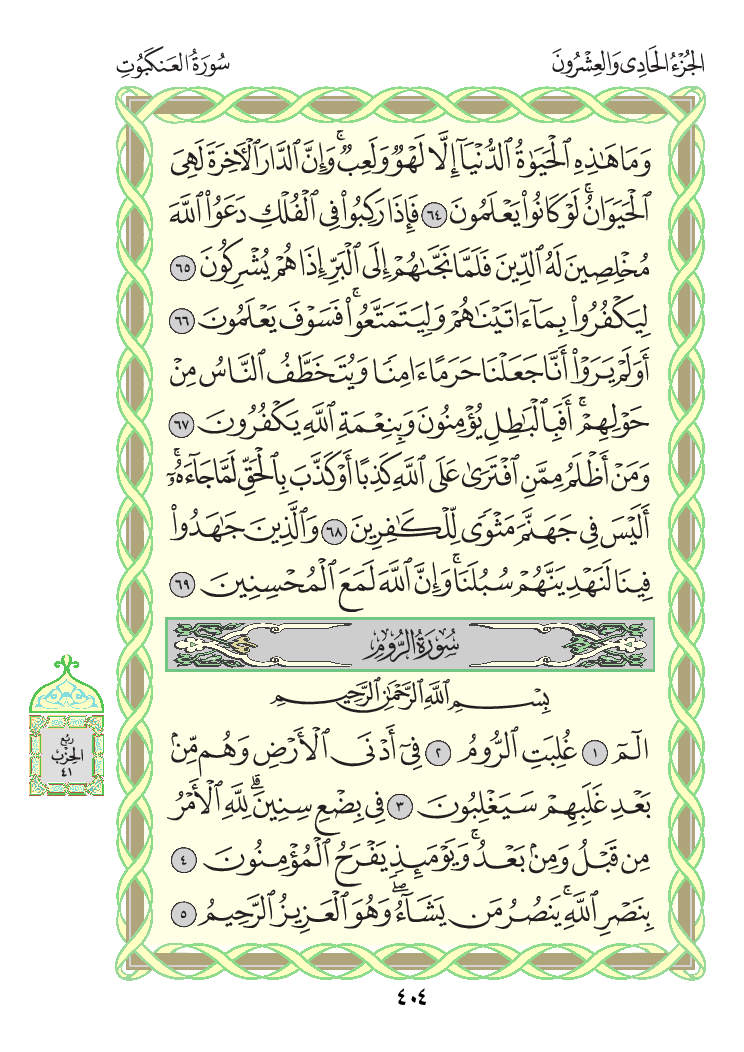 الجُزْءُ الحَادِى وَالعِشْرُونَ
سُورَةُ العَنكَبُوتِ
وَمَا هَٰذِهِ ٱلْحَيَوٰةُ ٱلدُّنْيَآ إِلَّا لَهْوٌ وَلَعِبٌ ۚ وَإِنَّ ٱلدَّارَ ٱلْأَخِرَةَ لَهِىَ
ٱلْحَيَوَانُ ۚ لَوْ كَانُوا۟ يَعْلَمُونَ ٦٤ فَإِذَا رَكِبُوا۟ فِى ٱلْفُلْكِ دَعَوُا۟ ٱللَّهَ
مُخْلِصِينَ لَهُ ٱلدِّينَ فَلَمَّا نَجَّىٰهُمْ إِلَى ٱلْبَرِّ إِذَا هُمْ يُشْرِكُونَ ٦٥
لِيَكْفُرُوا۟ بِمَآ ءَاتَيْنَٰهُمْ وَلِيَتَمَتَّعُوا۟ ۚ فَسَوْفَ يَعْلَمُونَ ٦٦
أَوَلَمْ يَرَوْا۟ أَنَّا جَعَلْنَا حَرَمًا ءَامِنًا وَيُتَخَطَّفُ ٱلنَّاسُ مِنْ
حَوْلِهِمْ ۚ أَفَبِٱلْبَٰطِلِ يُؤْمِنُونَ وَبِنِعْمَةِ ٱللَّهِ يَكْفُرُونَ ٦٧
وَمَنْ أَظْلَمُ مِمَّنِ ٱفْتَرَىٰ عَلَى ٱللَّهِ كَذِبًا أَوْ كَذَّبَ بِٱلْحَقِّ لَمَّا جَآءَهُۥٓ ۚ
أَلَيْسَ فِى جَهَنَّمَ مَثْوًى لِّلْكَٰفِرِينَ ٦٨ وَٱلَّذِينَ جَٰهَدُوا۟
فِينَا لَنَهْدِيَنَّهُمْ سُبُلَنَا ۚ وَإِنَّ ٱللَّهَ لَمَعَ ٱلْمُحْسِنِينَ ٦٩
سُورَةُ الرُّومِ
بِسْمِ ٱللَّهِ ٱلرَّحْمَٰنِ ٱلرَّحِيمِ
الٓمٓ ١ غُلِبَتِ ٱلرُّومُ ٢ فِىٓ أَدْنَى ٱلْأَرْضِ وَهُم مِّنۢ
بَعْدِ غَلَبِهِمْ سَيَغْلِبُونَ ٣ فِى بِضْعِ سِنِينَ ۗ لِلَّهِ ٱلْأَمْرُ
مِن قَبْلُ وَمِنۢ بَعْدُ ۚ وَيَوْمَئِذٍ يَفْرَحُ ٱلْمُؤْمِنُونَ ٤
بِنَصْرِ ٱللَّهِ ۚ يَنصُرُ مَن يَشَآءُ ۖ وَهُوَ ٱلْعَزِيزُ ٱلرَّحِيمُ ٥
رُبُع
الحِزْبِ
٤١
٤٠٤